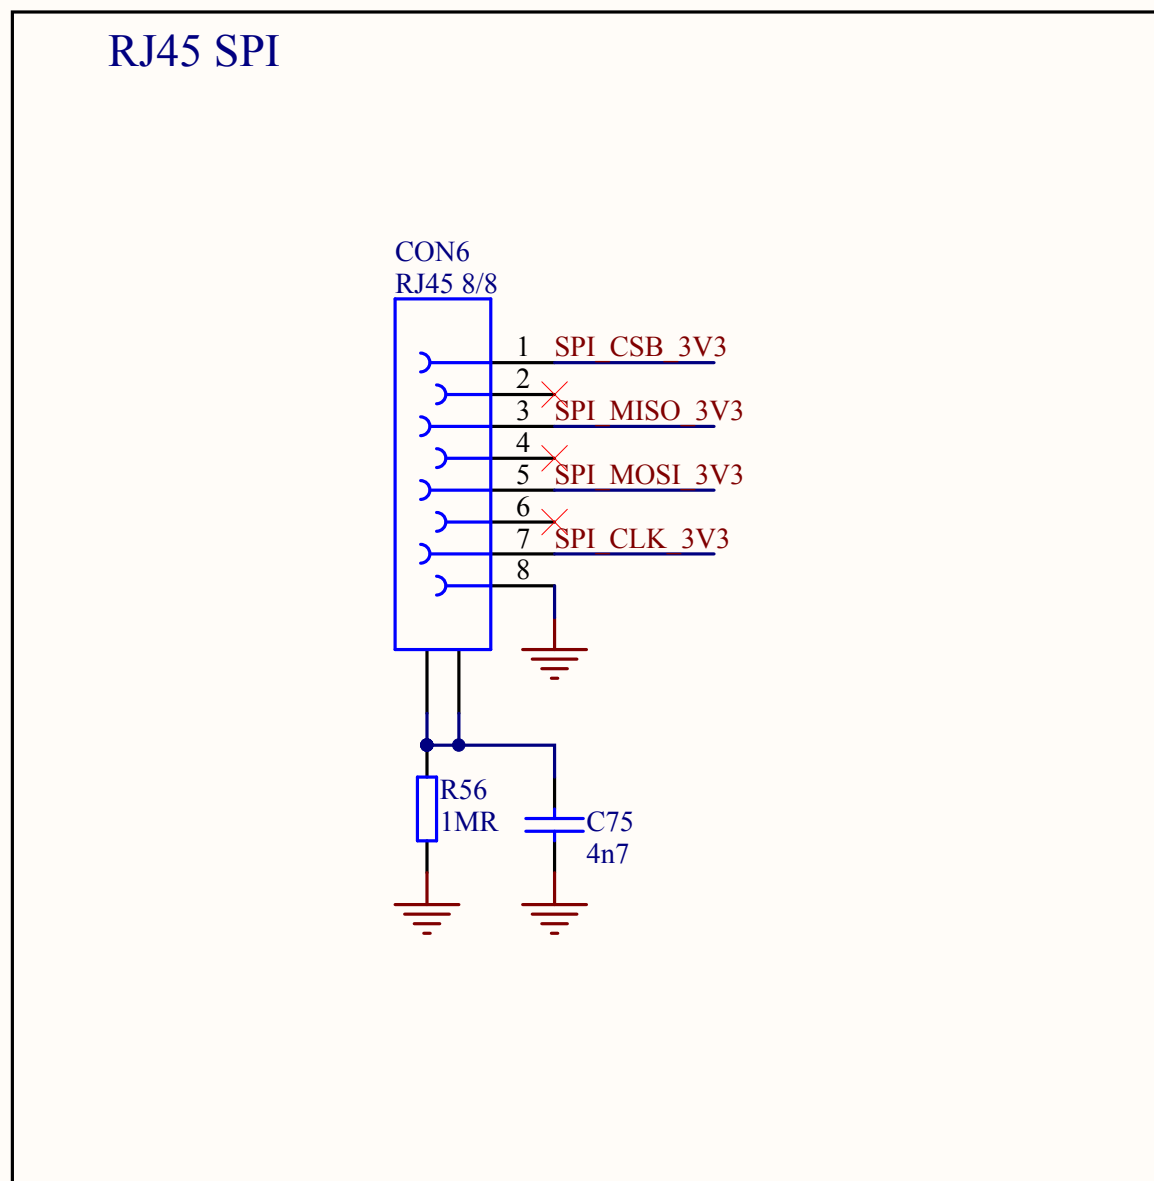 RJ45 SPI
CON6
RJ45 8/8
1 SPI_CSB_3V3
2
3 SPI_MISO_3V3
4
5 SPI_MOSI_3V3
6
7 SPI_CLK_3V3
8
R56
1MR
C75
4n7